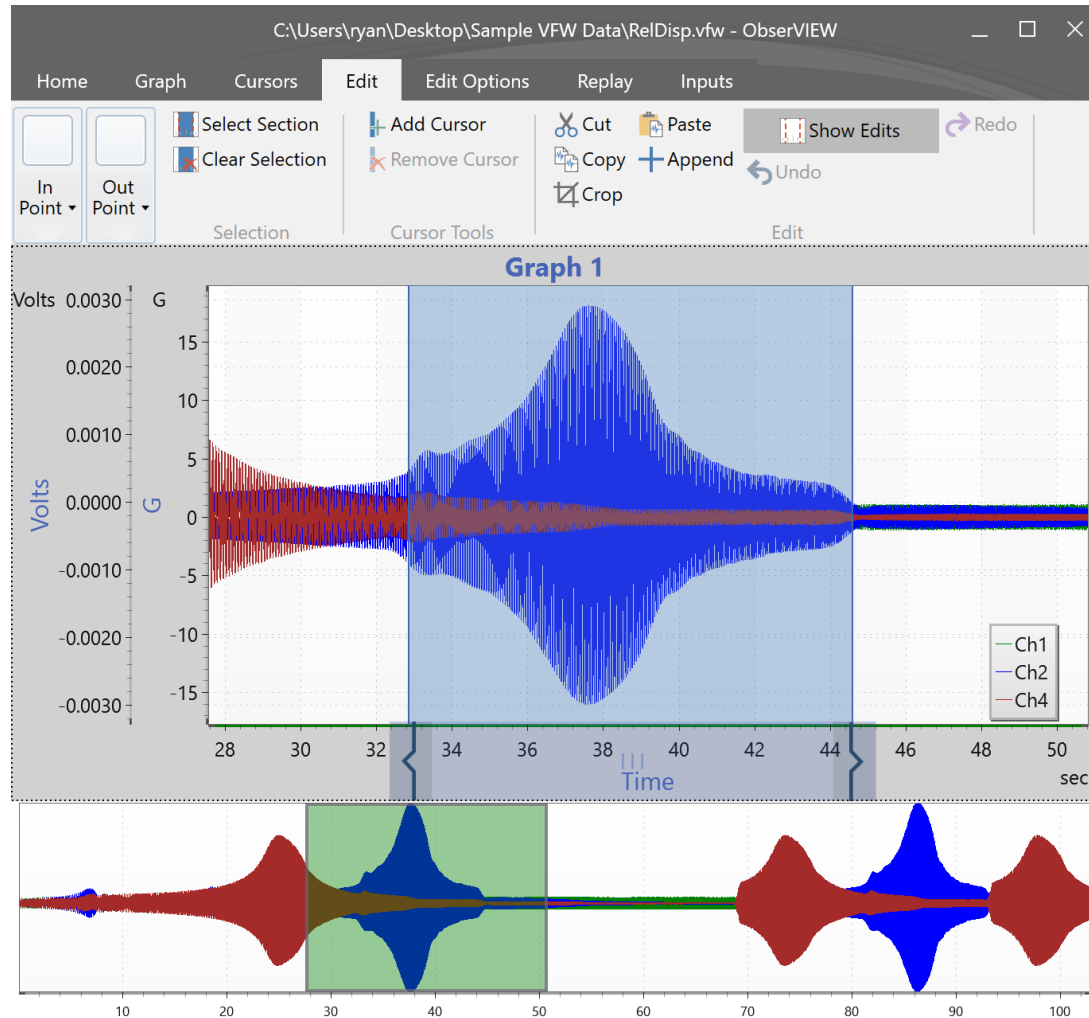 C:\Users\ryan\Desktop\Sample VFW Data\RelDisp.vfw - ObserVIEW
Home Graph Cursors Edit Edit Options Replay Inputs
Select Section Add Cursor Cut Paste Show Edits Redo
Clear Selection Remove Cursor Copy Append Undo
In Point Out Point Crop
Selection Cursor Tools Edit
Graph 1
Volts 0.0030 G
15
0.0020
10
0.0010
5
0.0000
0
-0.0010
-5
-0.0020
-10
-0.0030
-15
Volts
G
Ch1
Ch2
Ch4
28 30 32 34 36 38 40 42 44 46 48 50
Time
sec
10 20 30 40 50 60 70 80 90 100